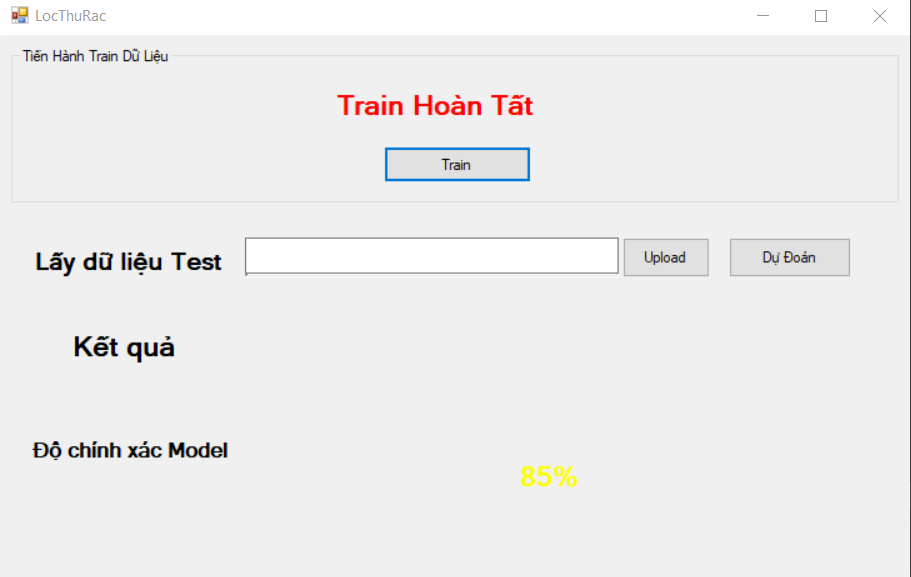 LocThuRac
Tiến Hành Train Dữ Liệu
Train Hoàn Tất
Train
Lấy dữ liệu Test
Upload
Dự Đoán
Kết quả
Độ chính xác Model
85%